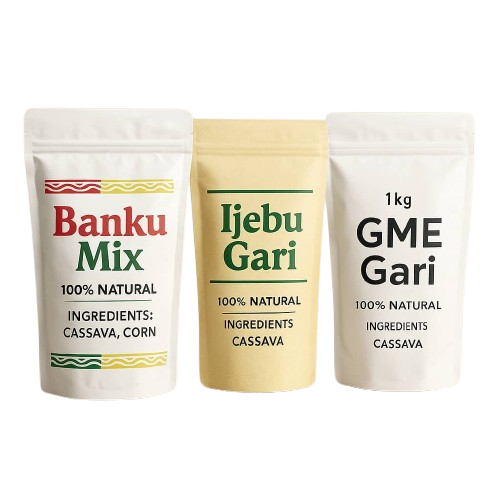 Banku
Mix
100% NATURAL
INGREDIENTS:
CASSAVA, CORN
Ijebu
Gari
100% NATURAL
INGREDIENTS
CASSAVA
1kg
GME
Gari
100% NATURAL
INGREDIENTS
CASSAVA